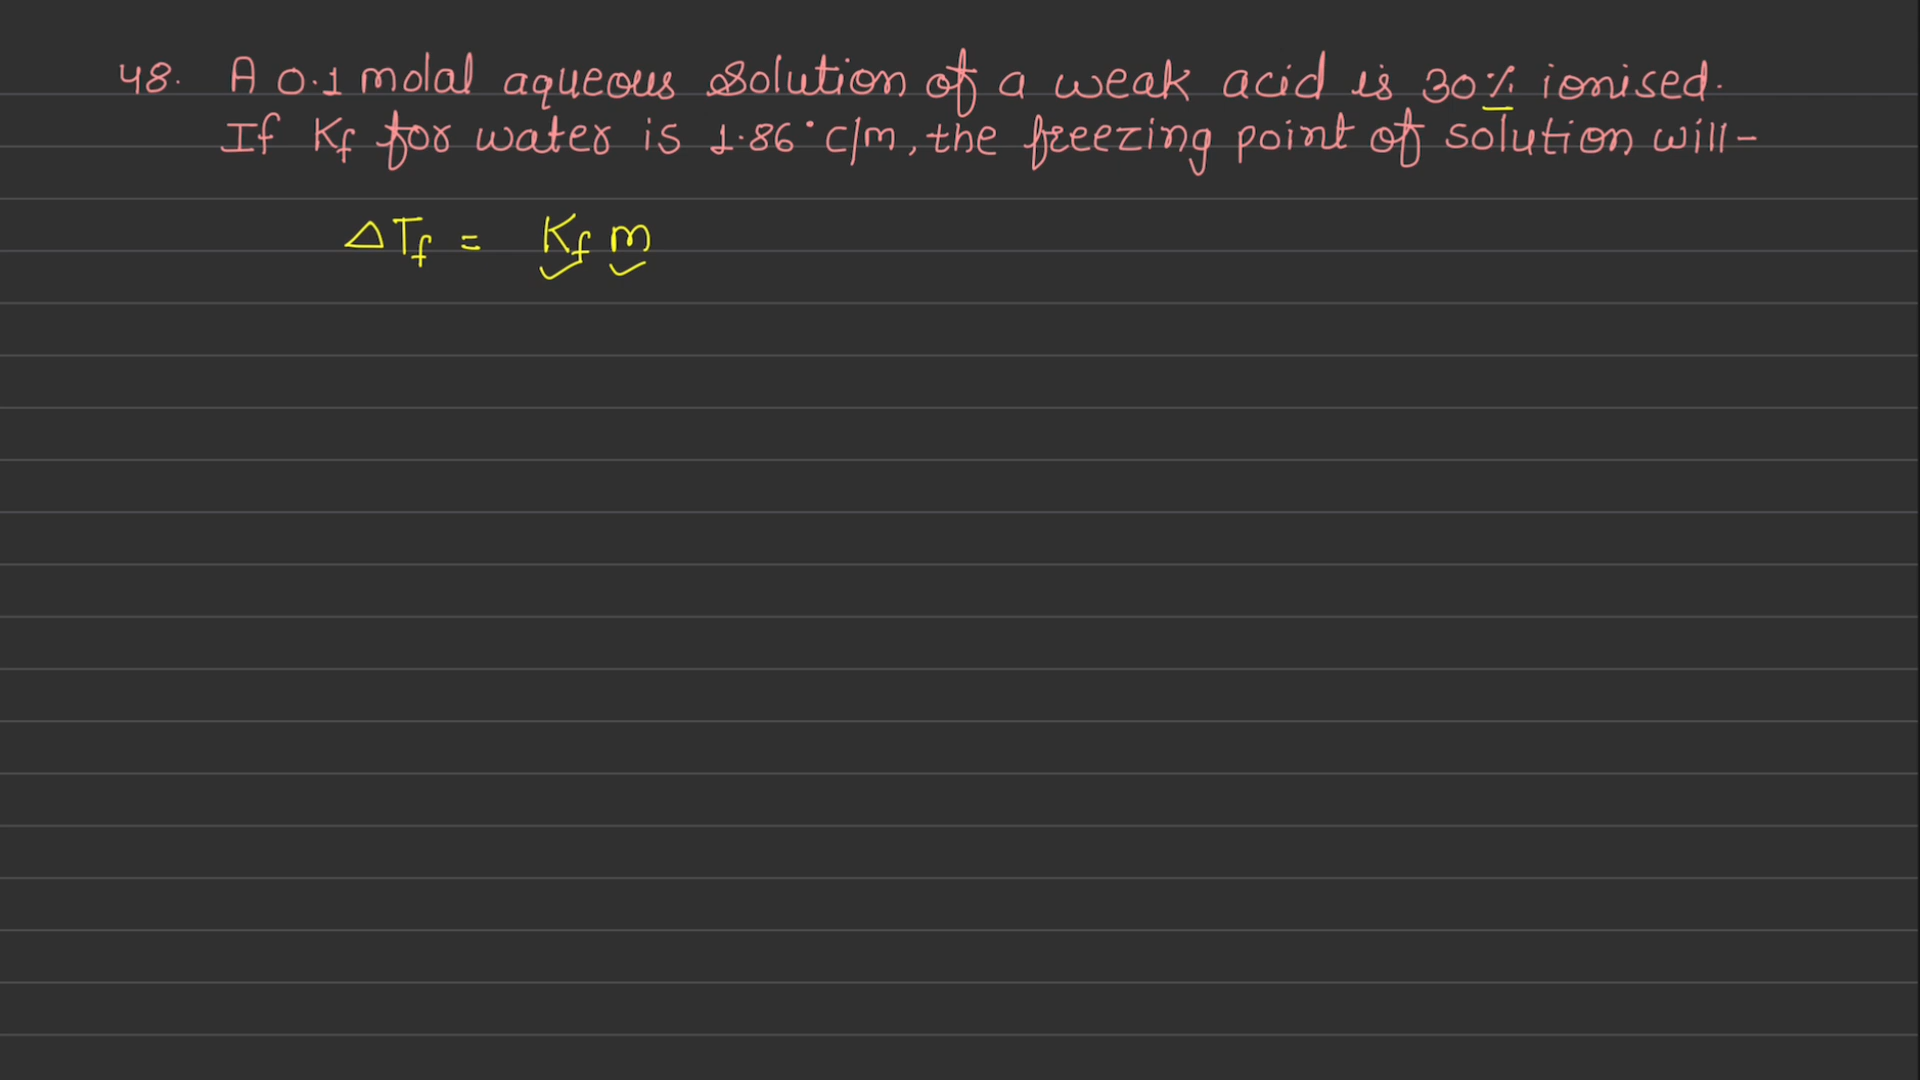 48. A 0.1 molal aqueous solution of a weak acid is 30% ionised.
If Kf for water is 1.86°c/m, the freezing point of solution will-
△Tf = Kf m